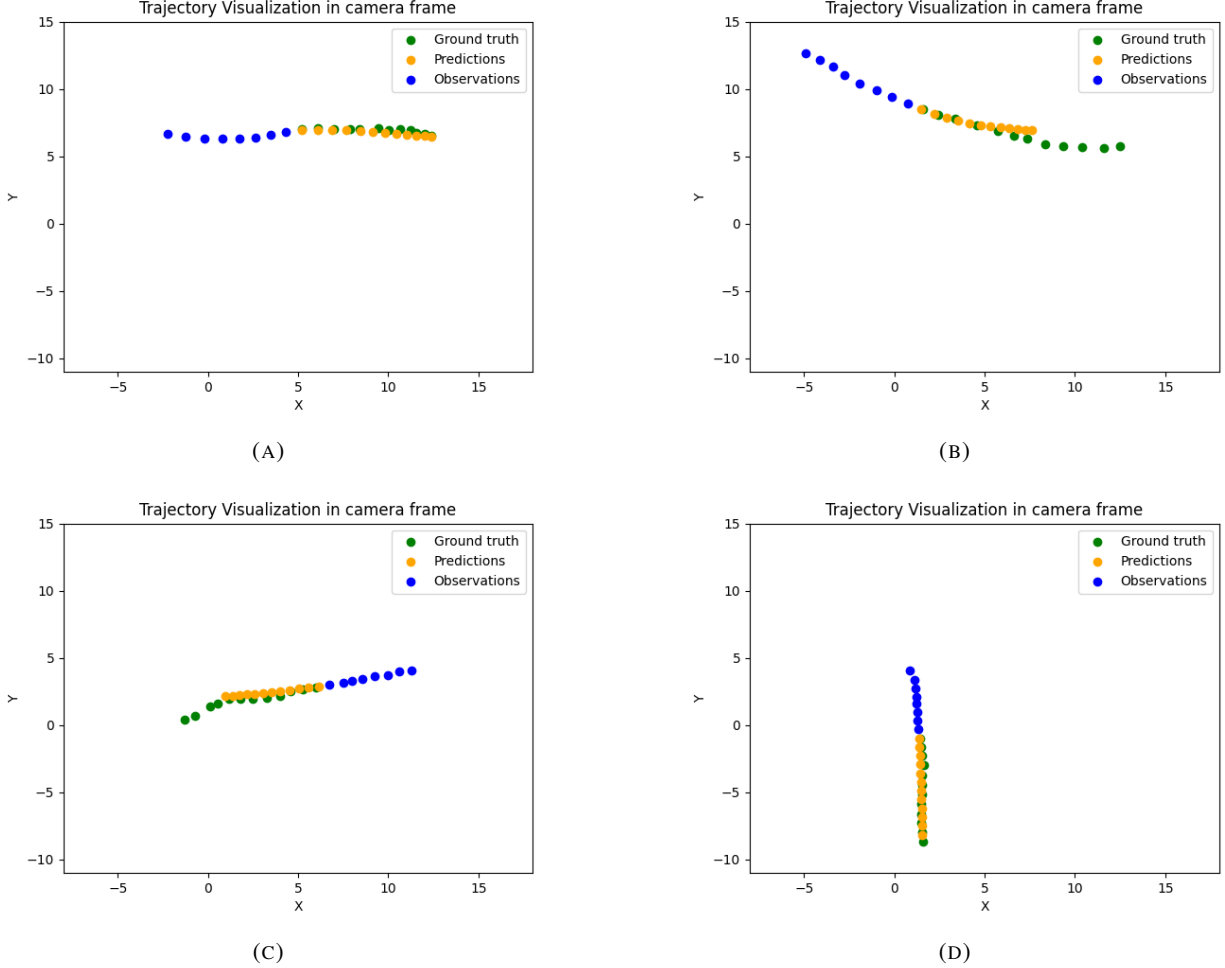 Trajectory Visualization in camera frame
Ground truth
Predictions
Observations
15
10
5
0
−5
−10
Y
−5 0 5 10 15
X
(A)
Trajectory Visualization in camera frame
Ground truth
Predictions
Observations
15
10
5
0
−5
−10
Y
−5 0 5 10 15
X
(B)
Trajectory Visualization in camera frame
Ground truth
Predictions
Observations
15
10
5
0
−5
−10
Y
−5 0 5 10 15
X
(C)
Trajectory Visualization in camera frame
Ground truth
Predictions
Observations
15
10
5
0
−5
−10
Y
−5 0 5 10 15
X
(D)